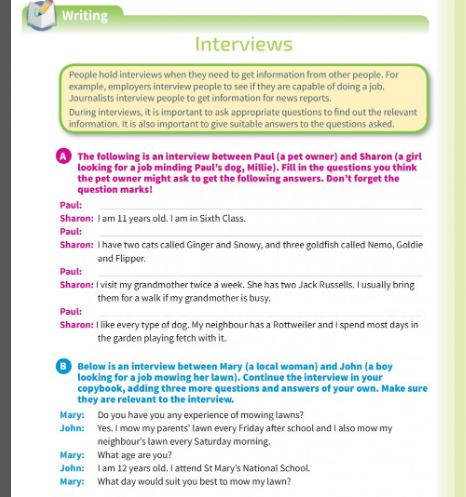 Writing
Interviews
People hold interviews when they need to get information from other people. For
example, employers interview people to see if they are capable of doing a job.
Journalists interview people to get information for news reports.
During interviews, it is important to ask appropriate questions to find out the relevant
information. It is also important to give suitable answers to the questions asked.
A The following is an interview between Paul (a pet owner) and Sharon (a girl
looking for a job minding Paul's dog, Millie). Fill in the questions you think
the pet owner might ask to get the following answers. Don't forget the
question marks!
Paul:
Sharon: I am 11 years old. I am in Sixth Class.
Paul:
Sharon: I have two cats called Ginger and Snowy, and three goldfish called Nemo, Goldie
and Flipper.
Paul:
Sharon: I visit my grandmother twice a week. She has two Jack Russells. I usually bring
them for a walk if my grandmother is busy.
Paul:
Sharon: I like every type of dog. My neighbour has a Rottweiler and I spend most days in
the garden playing fetch with it.
B Below is an interview between Mary (a local woman) and John (a boy
looking for a job mowing her lawn). Continue the interview in your
copybook, adding three more questions and answers of your own. Make sure
they are relevant to the interview.
Mary: Do you have you any experience of mowing lawns?
John: Yes. I mow my parents' lawn every Friday after school and I also mow my
neighbour's lawn every Saturday morning.
Mary: What age are you?
John: I am 12 years old. I attend St Mary's National School.
Mary: What day would suit you best to mow my lawn?